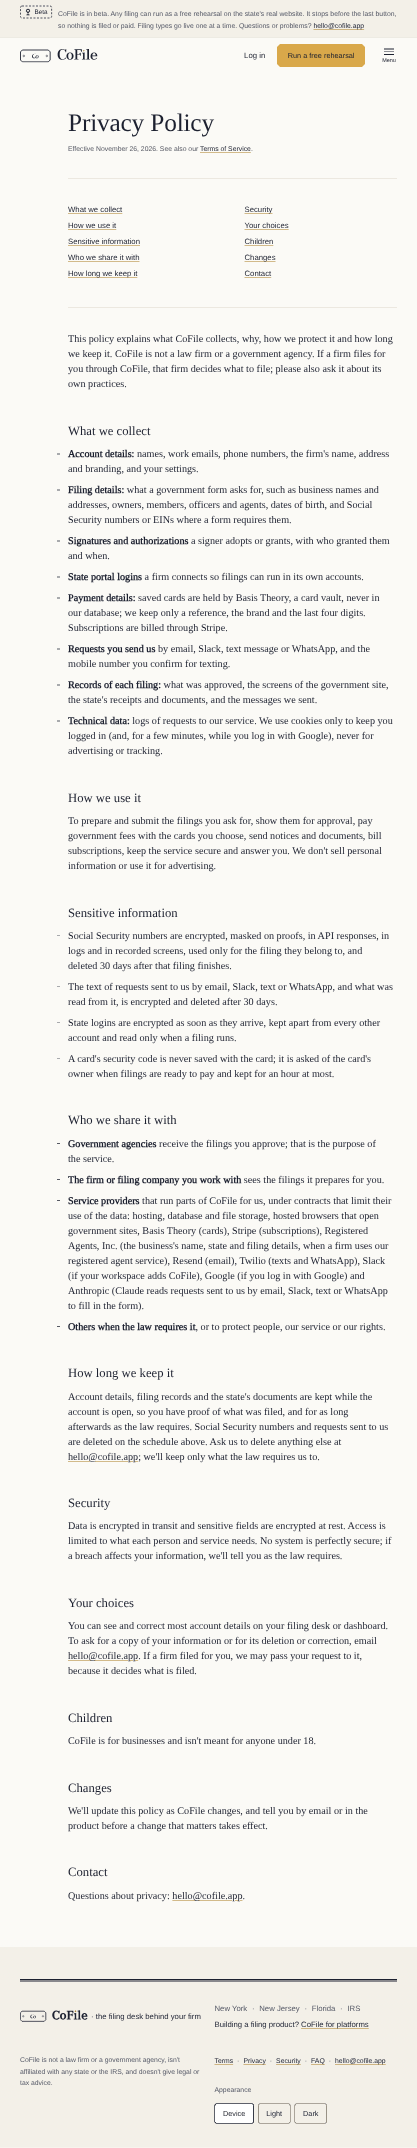 Beta
CoFile is in beta. Any filing can run as a free rehearsal on the state's real website. It stops before the last button,
so nothing is filed or paid. Filing types go live one at a time. Questions or problems? hello@cofile.app
Co CoFile
Log in
Run a free rehearsal
Menu
Privacy Policy
Effective November 26, 2026. See also our Terms of Service.
What we collect
How we use it
Sensitive information
Who we share it with
How long we keep it
Security
Your choices
Children
Changes
Contact
This policy explains what CoFile collects, why, how we protect it and how long
we keep it. CoFile is not a law firm or a government agency. If a firm files for
you through CoFile, that firm decides what to file; please also ask it about its
own practices.
What we collect
- Account details: names, work emails, phone numbers, the firm's name, address
and branding, and your settings.
- Filing details: what a government form asks for, such as business names and
addresses, owners, members, officers and agents, dates of birth, and Social
Security numbers or EINs where a form requires them.
- Signatures and authorizations a signer adopts or grants, with who granted them
and when.
- State portal logins a firm connects so filings can run in its own accounts.
- Payment details: saved cards are held by Basis Theory, a card vault, never in
our database; we keep only a reference, the brand and the last four digits.
Subscriptions are billed through Stripe.
- Requests you send us by email, Slack, text message or WhatsApp, and the
mobile number you confirm for texting.
- Records of each filing: what was approved, the screens of the government site,
the state's receipts and documents, and the messages we sent.
- Technical data: logs of requests to our service. We use cookies only to keep you
logged in (and, for a few minutes, while you log in with Google), never for
advertising or tracking.
How we use it
To prepare and submit the filings you ask for, show them for approval, pay
government fees with the cards you choose, send notices and documents, bill
subscriptions, keep the service secure and answer you. We don't sell personal
information or use it for advertising.
Sensitive information
- Social Security numbers are encrypted, masked on proofs, in API responses, in
logs and in recorded screens, used only for the filing they belong to, and
deleted 30 days after that filing finishes.
- The text of requests sent to us by email, Slack, text or WhatsApp, and what was
read from it, is encrypted and deleted after 30 days.
- State logins are encrypted as soon as they arrive, kept apart from every other
account and read only when a filing runs.
- A card's security code is never saved with the card; it is asked of the card's
owner when filings are ready to pay and kept for an hour at most.
Who we share it with
- Government agencies receive the filings you approve; that is the purpose of
the service.
- The firm or filing company you work with sees the filings it prepares for you.
- Service providers that run parts of CoFile for us, under contracts that limit their
use of the data: hosting, database and file storage, hosted browsers that open
government sites, Basis Theory (cards), Stripe (subscriptions), Registered
Agents, Inc. (the business's name, state and filing details, when a firm uses our
registered agent service), Resend (email), Twilio (texts and WhatsApp), Slack
(if your workspace adds CoFile), Google (if you log in with Google) and
Anthropic (Claude reads requests sent to us by email, Slack, text or WhatsApp
to fill in the form).
- Others when the law requires it, or to protect people, our service or our rights.
How long we keep it
Account details, filing records and the state's documents are kept while the
account is open, so you have proof of what was filed, and for as long
afterwards as the law requires. Social Security numbers and requests sent to us
are deleted on the schedule above. Ask us to delete anything else at
hello@cofile.app; we'll keep only what the law requires us to.
Security
Data is encrypted in transit and sensitive fields are encrypted at rest. Access is
limited to what each person and service needs. No system is perfectly secure; if
a breach affects your information, we'll tell you as the law requires.
Your choices
You can see and correct most account details on your filing desk or dashboard.
To ask for a copy of your information or for its deletion or correction, email
hello@cofile.app. If a firm filed for you, we may pass your request to it,
because it decides what is filed.
Children
CoFile is for businesses and isn't meant for anyone under 18.
Changes
We'll update this policy as CoFile changes, and tell you by email or in the
product before a change that matters takes effect.
Contact
Questions about privacy: hello@cofile.app.
Co CoFile · the filing desk behind your firm
New York · New Jersey · Florida · IRS
Building a filing product? CoFile for platforms
CoFile is not a law firm or a government agency, isn't
affiliated with any state or the IRS, and doesn't give legal or
tax advice.
Terms · Privacy · Security · FAQ · hello@cofile.app
Appearance
Device Light Dark